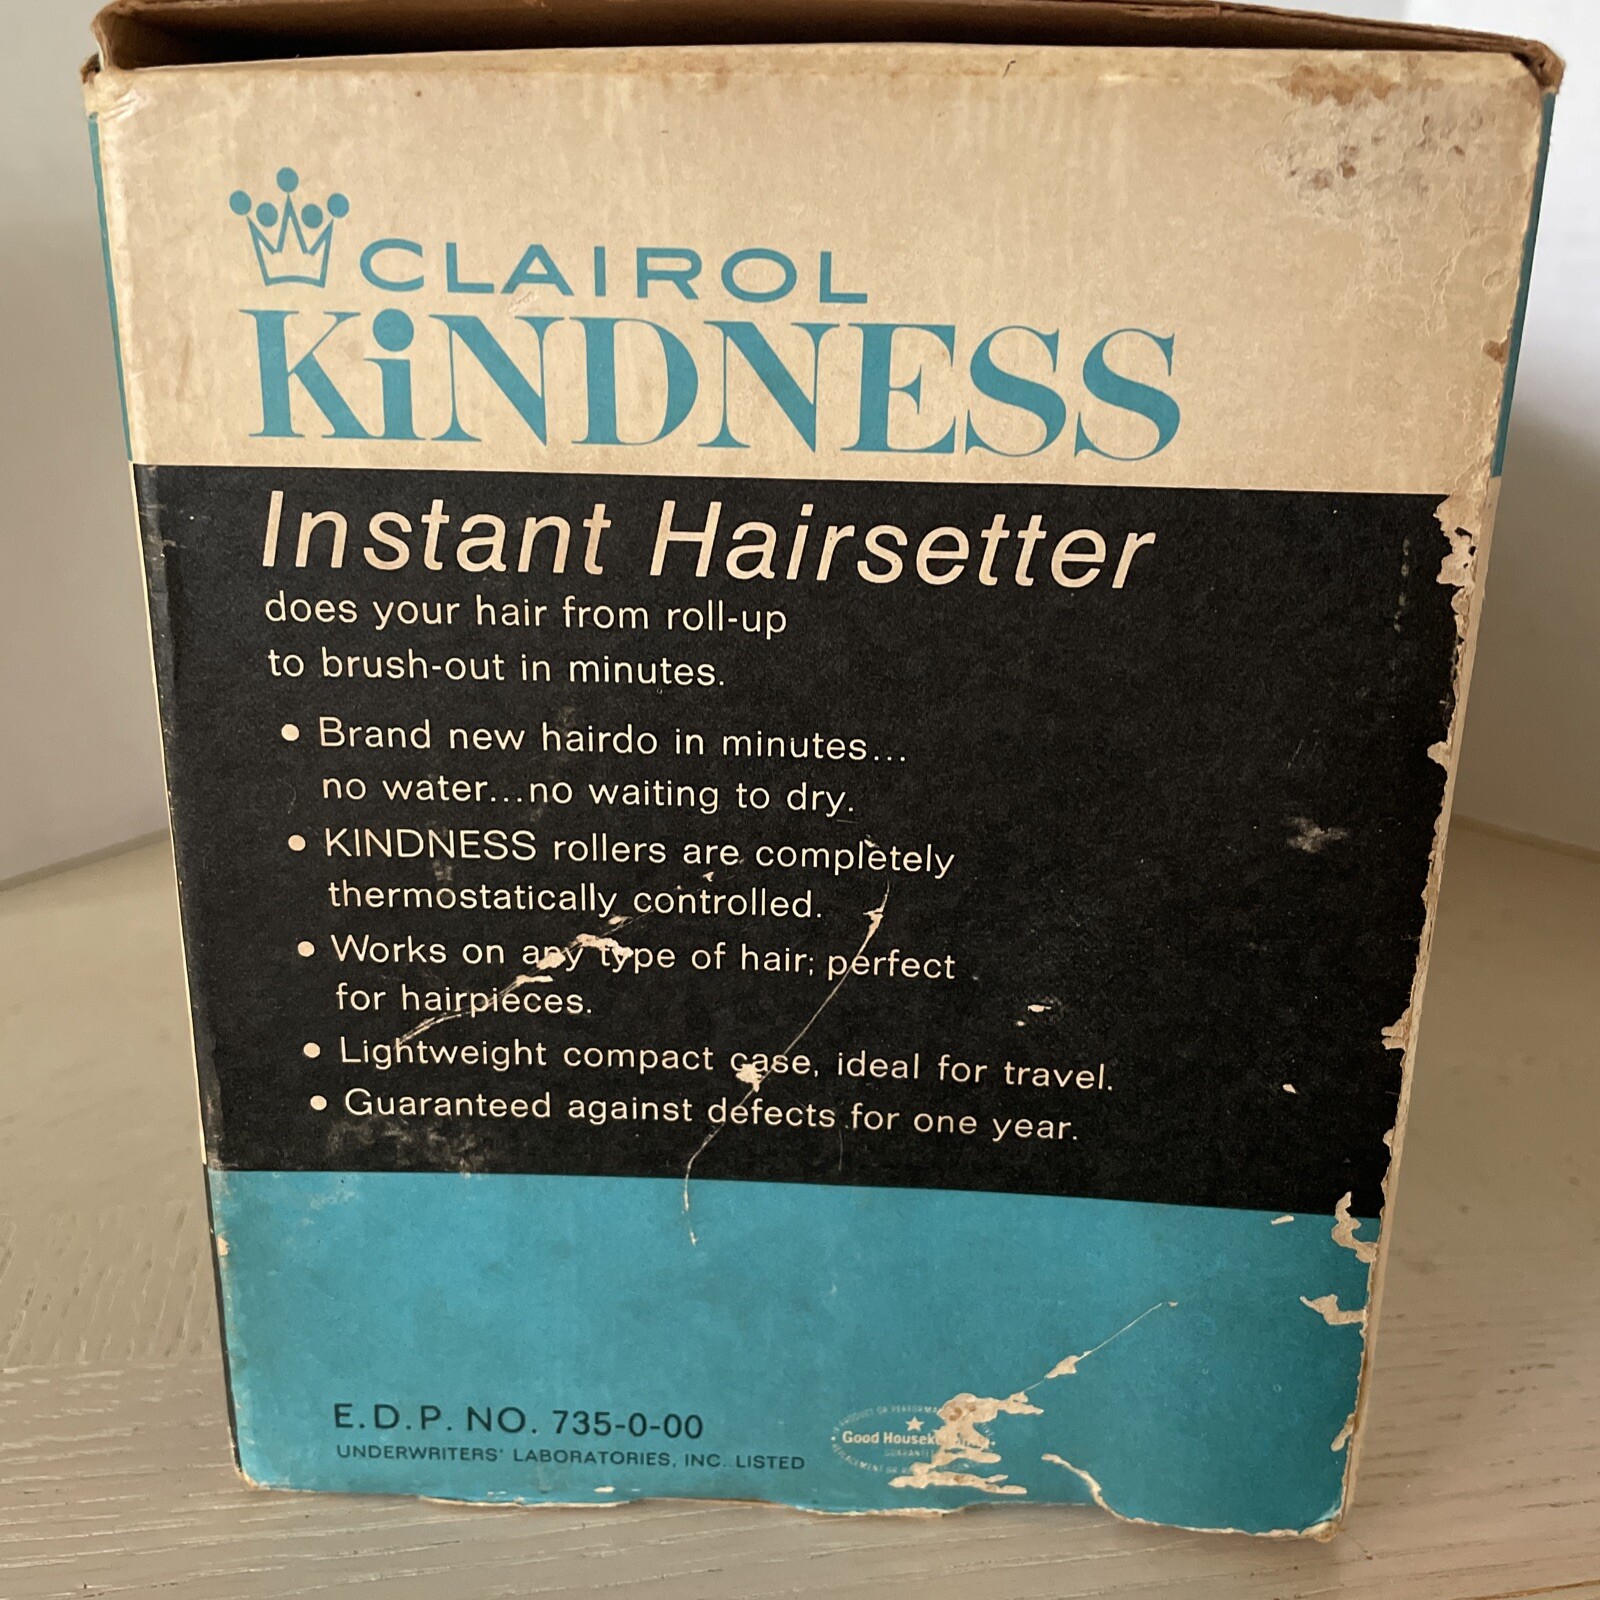 CLAIROL
KiNDNESS
Instant Hairsetter
does your hair from roll-up
to brush-out in minutes.
• Brand new hairdo in minutes...
no water...no waiting to dry.
• KINDNESS rollers are completely
thermostatically controlled.
• Works on any type of hair; perfect
for hairpieces.
• Lightweight compact case, ideal for travel.
• Guaranteed against defects for one year.
E.D.P. NO. 735-0-00
UNDERWRITERS' LABORATORIES, INC. LISTED
Good